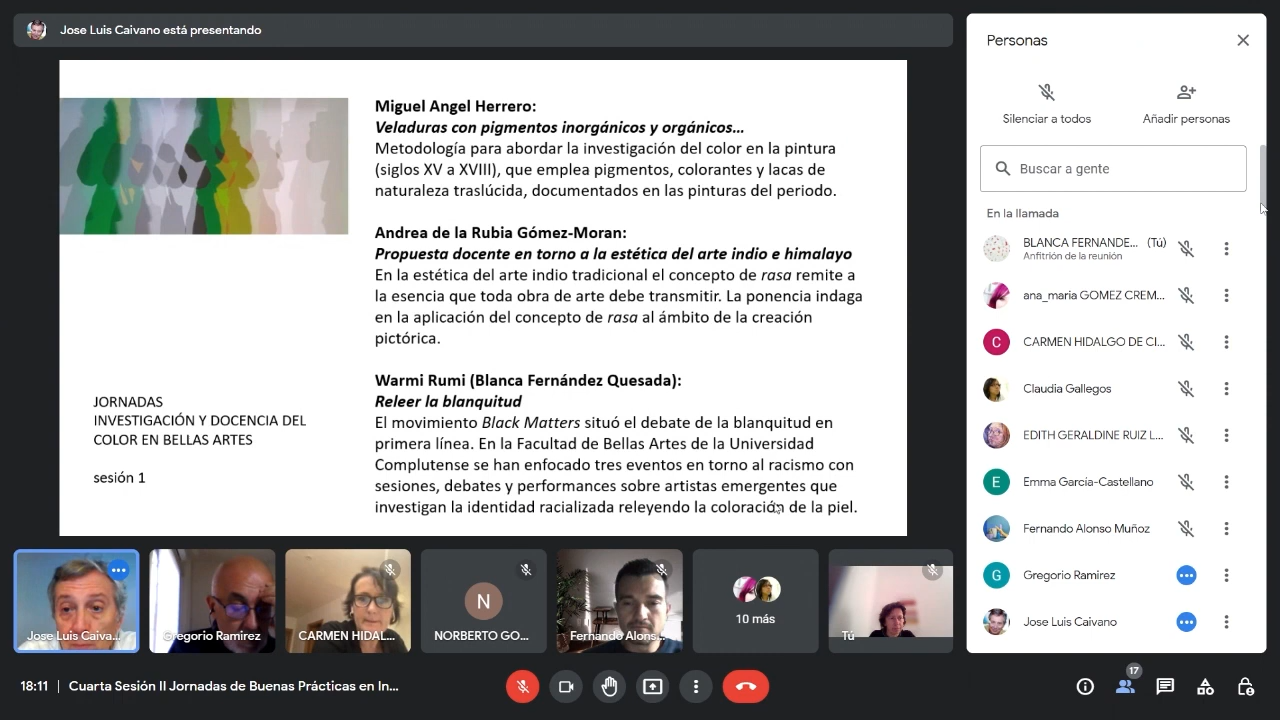 Jose Luis Caivano está presentando
Miguel Angel Herrero:
Veladuras con pigmentos inorgánicos y orgánicos...
Metodología para abordar la investigación del color en la pintura
(siglos XV a XVIII), que emplea pigmentos, colorantes y lacas de
naturaleza traslúcida, documentados en las pinturas del periodo.
Andrea de la Rubia Gómez-Moran:
Propuesta docente en torno a la estética del arte indio e himalayo
En la estética del arte indio tradicional el concepto de rasa remite a
la esencia que toda obra de arte debe transmitir. La ponencia indaga
en la aplicación del concepto de rasa al ámbito de la creación
pictórica.
Warmi Rumi (Blanca Fernández Quesada):
Releer la blanquitud
El movimiento Black Matters situó el debate de la blanquitud en
primera línea. En la Facultad de Bellas Artes de la Universidad
Complutense se han enfocado tres eventos en torno al racismo con
sesiones, debates y performances sobre artistas emergentes que
investigan la identidad racializada releyendo la coloración de la piel.
JORNADAS
INVESTIGACIÓN Y DOCENCIA DEL
COLOR EN BELLAS ARTES
sesión 1
Personas
Silenciar a todos
Añadir personas
Buscar a gente
En la llamada
BLANCA FERNANDE... (Tú)
Anfitrión de la reunión
ana_maria GOMEZ CREM...
C CARMEN HIDALGO DE CI...
Claudia Gallegos
EDITH GERALDINE RUIZ L...
E Emma García-Castellano
Fernando Alonso Muñoz
G Gregorio Ramirez
Jose Luis Caivano
Jose Luis Caiva...
Gregorio Ramirez
CARMEN HIDAL...
N
NORBERTO GO...
Fernando Alons...
10 más
Tú
18:11 | Cuarta Sesión II Jornadas de Buenas Prácticas en In...
17